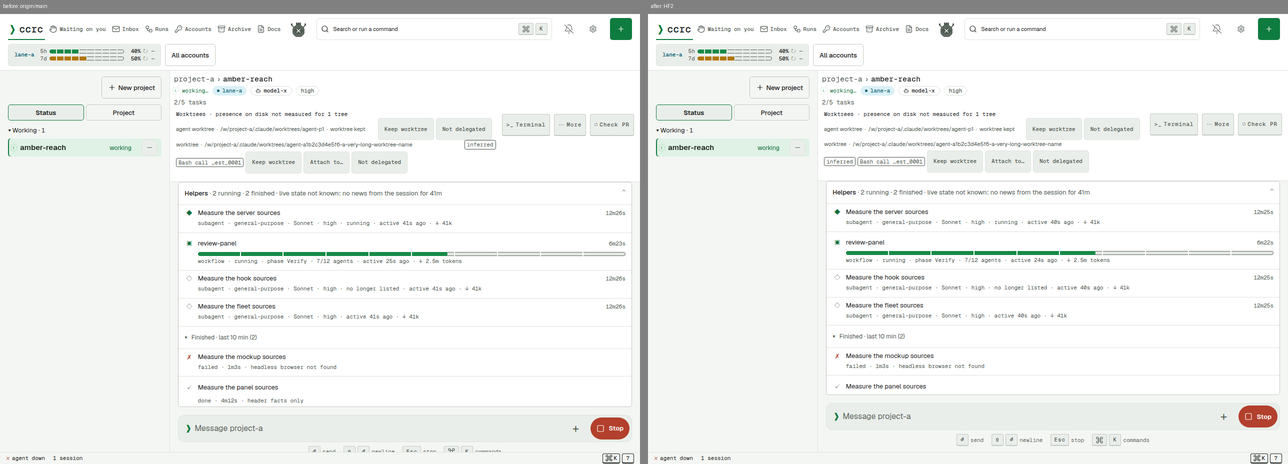 before origin/main
ccrc Waiting on you Inbox Runs Accounts Archive Docs Search or run a command ⌘ K +
lane-a 5h 40% ↻ — All accounts
7d 50% ↻ —
+ New project
Status Project
▾ Working · 1
amber-reach working ···
project-a › amber-reach
working… lane-a model-x high
2/5 tasks
Worktrees · presence on disk not measured for 1 tree
agent worktree · /w/project-a/.claude/worktrees/agent-p1 · worktree kept Keep worktree Not delegated
>_ Terminal ··· More Check PR
worktree · /w/project-a/.claude/worktrees/agent-a1b2c3d4e5f6-a-very-long-worktree-name inferred
Bash call …est_0001 Keep worktree Attach to… Not delegated
Helpers · 2 running · 2 finished · live state not known: no news from the session for 41m
Measure the server sources 12m26s
subagent · general-purpose · Sonnet · high · running · active 41s ago · ↓ 41k
review-panel 6m23s
workflow · running · phase Verify · 7/12 agents · active 25s ago · ↓ 2.5m tokens
Measure the hook sources 12m26s
subagent · general-purpose · Sonnet · high · no longer listed · active 41s ago · ↓ 41k
Measure the fleet sources 12m26s
subagent · general-purpose · Sonnet · high · active 41s ago · ↓ 41k
Finished · last 10 min (2)
✗ Measure the mockup sources
failed · 1m3s · headless browser not found
✓ Measure the panel sources
done · 4m12s · header facts only
❯ Message project-a + Stop
send newline Esc stop ⌘ K commands
× agent down 1 session ⌘K ?
after HF2
ccrc Waiting on you Inbox Runs Accounts Archive Docs Search or run a command ⌘ K +
lane-a 5h 40% ↻ — All accounts
7d 50% ↻ —
+ New project
Status Project
▾ Working · 1
amber-reach working ···
project-a › amber-reach
working… lane-a model-x high
2/5 tasks
Worktrees · presence on disk not measured for 1 tree
agent worktree · /w/project-a/.claude/worktrees/agent-p1 · worktree kept Keep worktree Not delegated
>_ Terminal ··· More Check PR
worktree · /w/project-a/.claude/worktrees/agent-a1b2c3d4e5f6-a-very-long-worktree-name
inferred Bash call …est_0001 Keep worktree Attach to… Not delegated
Helpers · 2 running · 2 finished · live state not known: no news from the session for 41m
Measure the server sources 12m25s
subagent · general-purpose · Sonnet · high · running · active 40s ago · ↓ 41k
review-panel 6m22s
workflow · running · phase Verify · 7/12 agents · active 24s ago · ↓ 2.5m tokens
Measure the hook sources 12m25s
subagent · general-purpose · Sonnet · high · no longer listed · active 40s ago · ↓ 41k
Measure the fleet sources 12m25s
subagent · general-purpose · Sonnet · high · active 40s ago · ↓ 41k
Finished · last 10 min (2)
✗ Measure the mockup sources
failed · 1m3s · headless browser not found
✓ Measure the panel sources
❯ Message project-a + Stop
send newline Esc stop ⌘ K commands
× agent down 1 session ⌘K ?